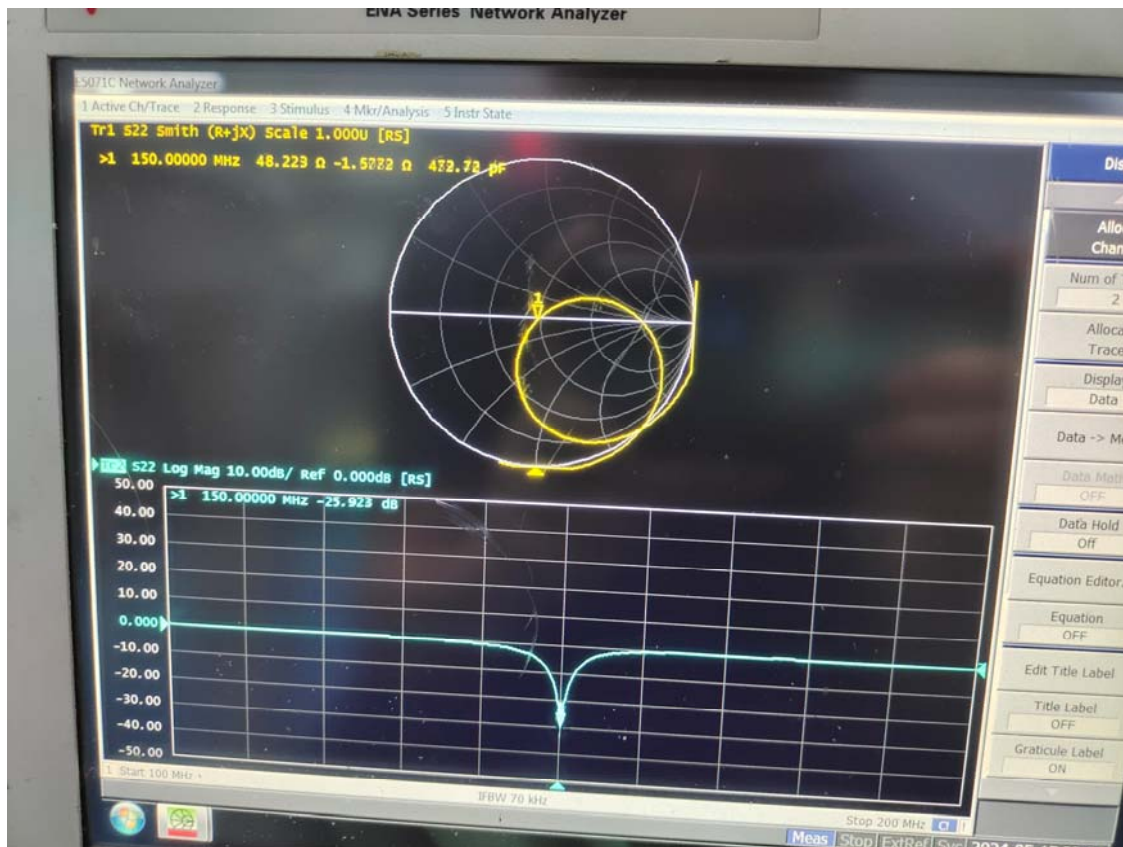 ENA Series Network Analyzer
E5071C Network Analyzer
1 Active Ch/Trace 2 Response 3 Stimulus 4 Mkr/Analysis 5 Instr State
Tr1 S22 Smith (R+jX) Scale 1.000U [RS]
>1 150.00000 MHz 48.223 Ω Ω pF
1
Tr2 S22 Log Mag 10.00dB/ Ref 0.000dB [RS]
50.00
>1 150.00000 MHz -25.923 dB
40.00
30.00
20.00
10.00
0.000
-10.00
-20.00
-30.00
-40.00
-50.00
1 Start 100 MHz
IFBW 70 kHz
Stop 200 MHz
Dis
Allo
Chan
Num of
2
Alloca
Trace
Display
Data
Data -> M
Data Math
OFF
Data Hold
Off
Equation Editor.
Equation
OFF
Edit Title Label
Title Label
OFF
Graticule Label
ON
Meas Stop ExtRef Svc